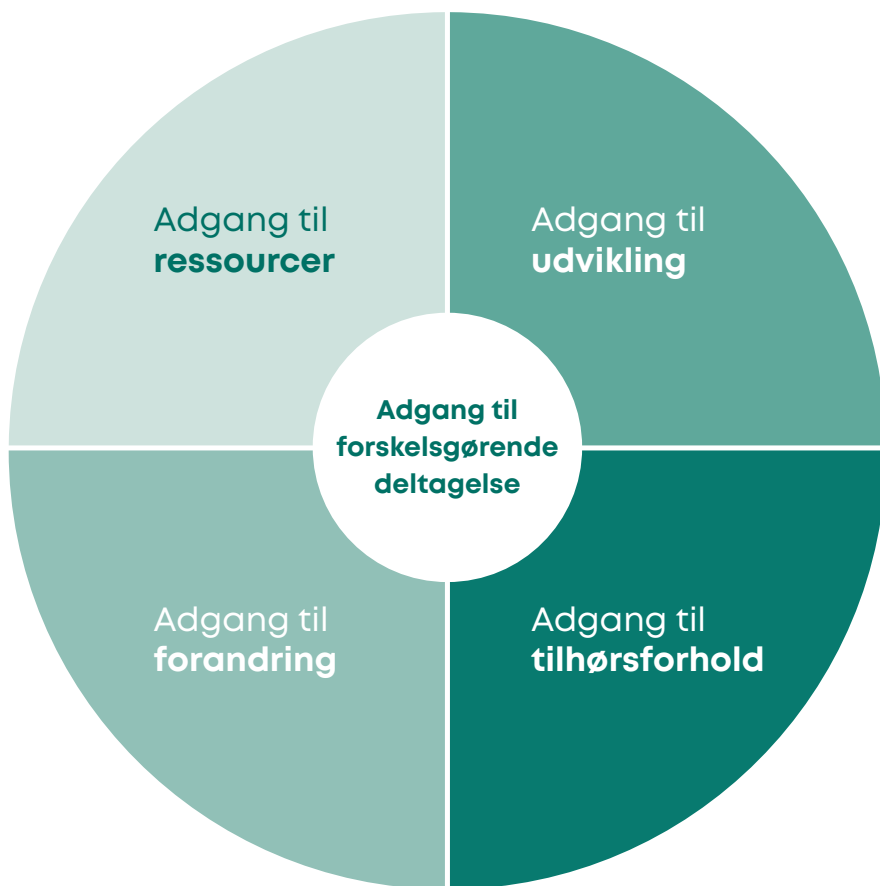 Adgang til
ressourcer
Adgang til
udvikling
Adgang til
forskelsgørende
deltagelse
Adgang til
forandring
Adgang til
tilhørsforhold